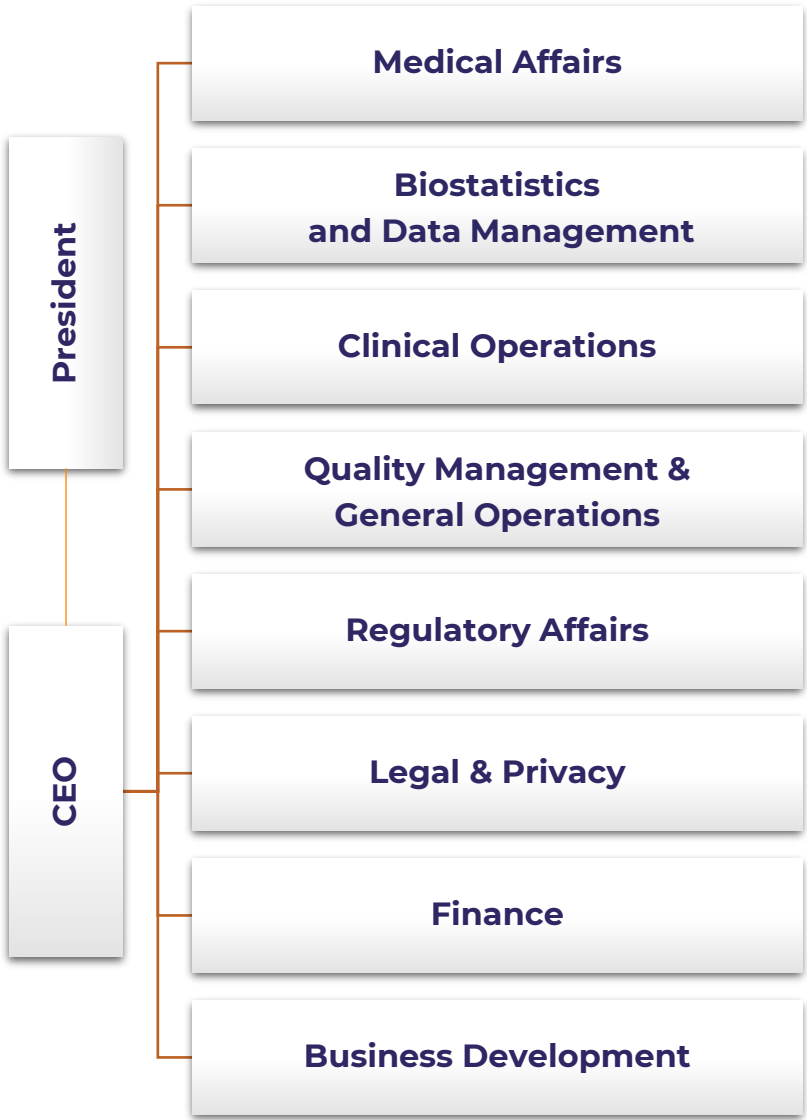 President
CEO
Medical Affairs
Biostatistics
and Data Management
Clinical Operations
Quality Management &
General Operations
Regulatory Affairs
Legal & Privacy
Finance
Business Development